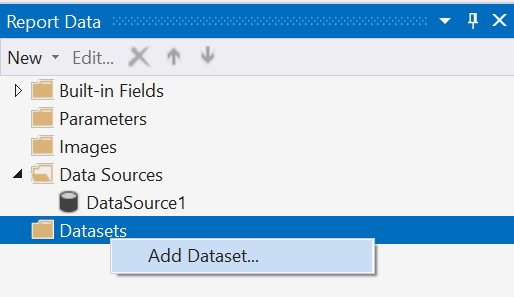 Report Data
New Edit...
Built-in Fields
Parameters
Images
Data Sources
DataSource1
Datasets
Add Dataset...